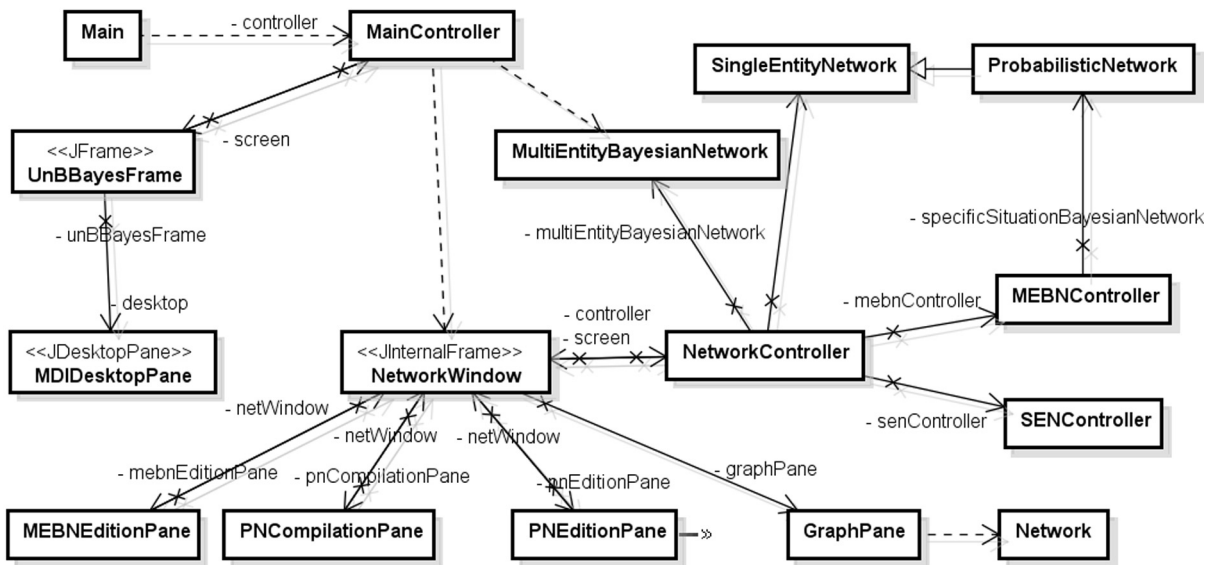 Main
- controller
MainController
SingleEntityNetwork
ProbabilisticNetwork
<<JFrame>>
UnBBayesFrame
- screen
MultiEntityBayesianNetwork
- unBBayesFrame
- multiEntityBayesianNetwork
- specificSituationBayesianNetwork
- desktop
- controller
- screen
- mebnController
MEBNController
<<JDesktopPane>>
MDIDesktopPane
<<JInternalFrame>>
NetworkWindow
NetworkController
- senController
SENController
- netWindow
- netWindow
- netWindow
- mebnEditionPane
- pnCompilationPane
- pnEditionPane
- graphPane
MEBNEditionPane
PNCompilationPane
PNEditionPane
»
GraphPane
Network